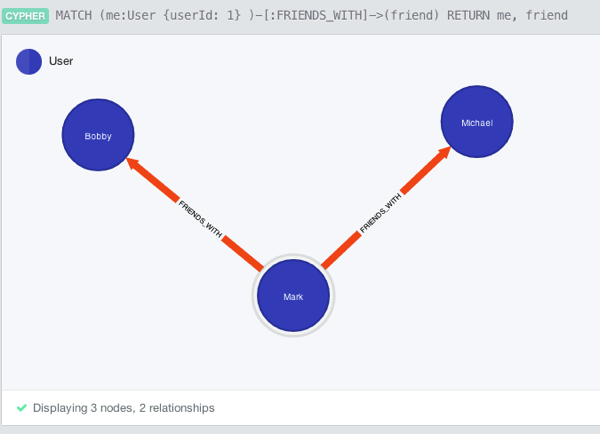 CYPHER MATCH (me:User {userId: 1} )-[:FRIENDS_WITH]->(friend) RETURN me, friend
User
Bobby
Michael
FRIENDS_WITH
FRIENDS_WITH
Mark
Displaying 3 nodes, 2 relationships